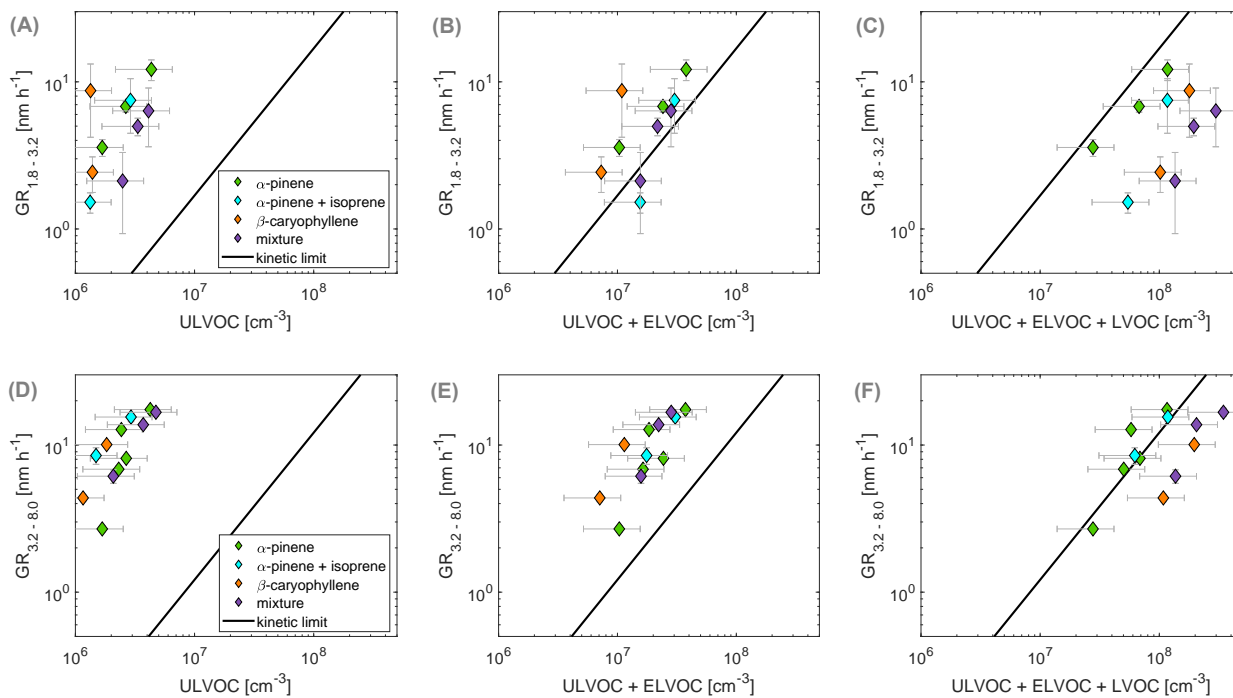 (A)
GR1.8 - 3.2 [nm h-1]
10^1
10^0
α-pinene
α-pinene + isoprene
β-caryophyllene
mixture
kinetic limit
10^6 10^7 10^8
ULVOC [cm-3]
(B)
GR1.8 - 3.2 [nm h-1]
10^1
10^0
10^6 10^7 10^8
ULVOC + ELVOC [cm-3]
(C)
GR1.8 - 3.2 [nm h-1]
10^1
10^0
10^6 10^7 10^8
ULVOC + ELVOC + LVOC [cm-3]
(D)
GR3.2 - 8.0 [nm h-1]
10^1
10^0
α-pinene
α-pinene + isoprene
β-caryophyllene
mixture
kinetic limit
10^6 10^7 10^8
ULVOC [cm-3]
(E)
GR3.2 - 8.0 [nm h-1]
10^1
10^0
10^6 10^7 10^8
ULVOC + ELVOC [cm-3]
(F)
GR3.2 - 8.0 [nm h-1]
10^1
10^0
10^6 10^7 10^8
ULVOC + ELVOC + LVOC [cm-3]